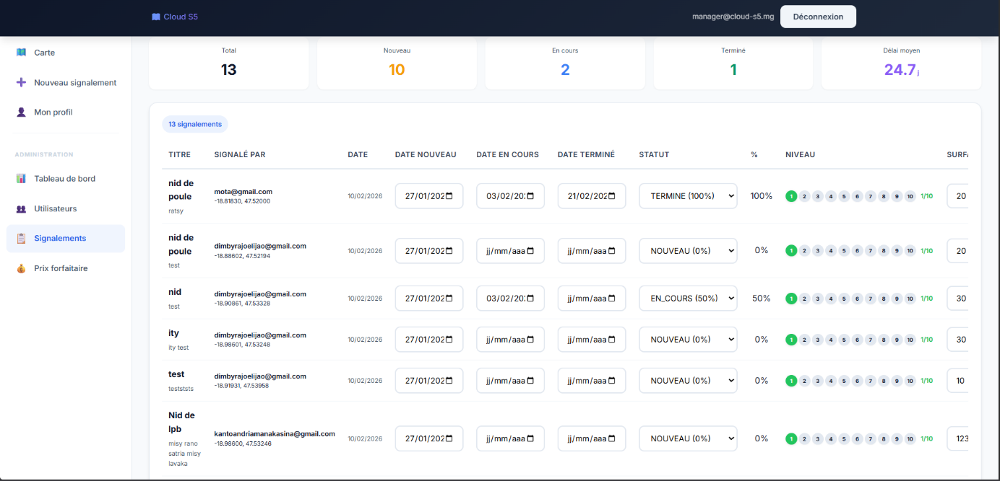 Cloud S5
manager@cloud-s5.mg
Déconnexion
Carte
Nouveau signalement
Mon profil
ADMINISTRATION
Tableau de bord
Utilisateurs
Signalements
Prix forfaitaire
Total
13
Nouveau
10
En cours
2
Terminé
1
Délai moyen
24.7j
13 signalements
TITRE SIGNALÉ PAR DATE DATE NOUVEAU DATE EN COURS DATE TERMINÉ STATUT % NIVEAU
nid de
poule
ratsy
mota@gmail.com
-18.81830, 47.52000
10/02/2026 27/01/202 03/02/20 21/02/202 TERMINE (100%) 100% 1 2 3 4 5 6 7 8 9 10 1/10 20
nid de
poule
test
dimbyrajoelijao@gmail.com
-18.88602, 47.52194
10/02/2026 27/01/202 jj/mm/aaa jj/mm/aaa NOUVEAU (0%) 0% 1 2 3 4 5 6 7 8 9 10 1/10 20
nid
test
dimbyrajoelijao@gmail.com
-18.90861, 47.53328
10/02/2026 27/01/202 03/02/20 jj/mm/aaa EN_COURS (50%) 50% 1 2 3 4 5 6 7 8 9 10 1/10 30
ity
ity test
dimbyrajoelijao@gmail.com
-18.98601, 47.53248
10/02/2026 27/01/202 jj/mm/aaa jj/mm/aaa NOUVEAU (0%) 0% 1 2 3 4 5 6 7 8 9 10 1/10 30
test
testststs
dimbyrajoelijao@gmail.com
-18.91931, 47.53958
10/02/2026 27/01/202 jj/mm/aaa jj/mm/aaa NOUVEAU (0%) 0% 1 2 3 4 5 6 7 8 9 10 1/10 10
Nid de
lpb
misy rano
satria misy
lavaka
kantoandriamanakasina@gmail.com
-18.98600, 47.53246
10/02/2026 27/01/202 jj/mm/aaa jj/mm/aaa NOUVEAU (0%) 0% 1 2 3 4 5 6 7 8 9 10 1/10 123